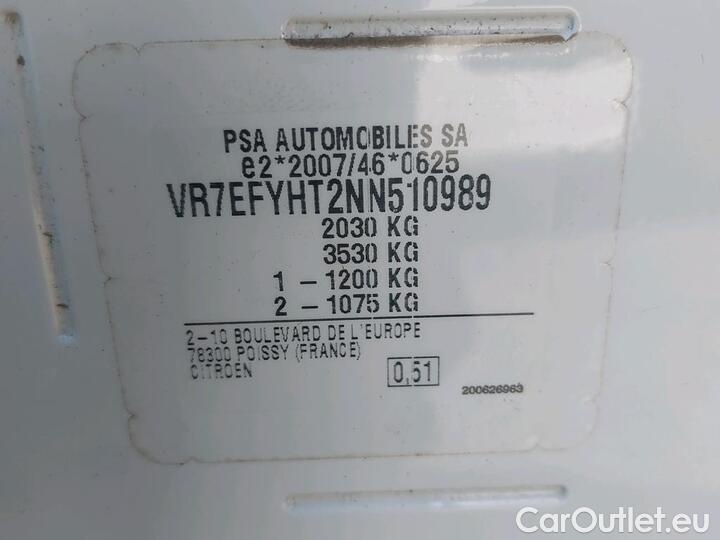 PSA AUTOMOBILES SA
e2*2007/46*0625
VR7EFYHT2NN510989
2030 KG
3530 KG
1 - 1200 KG
2 - 1075 KG
2-10 BOULEVARD DE L'EUROPE
78300 POISSY (FRANCE)
CITROEN
0,51
200626963
CarOutlet.eu